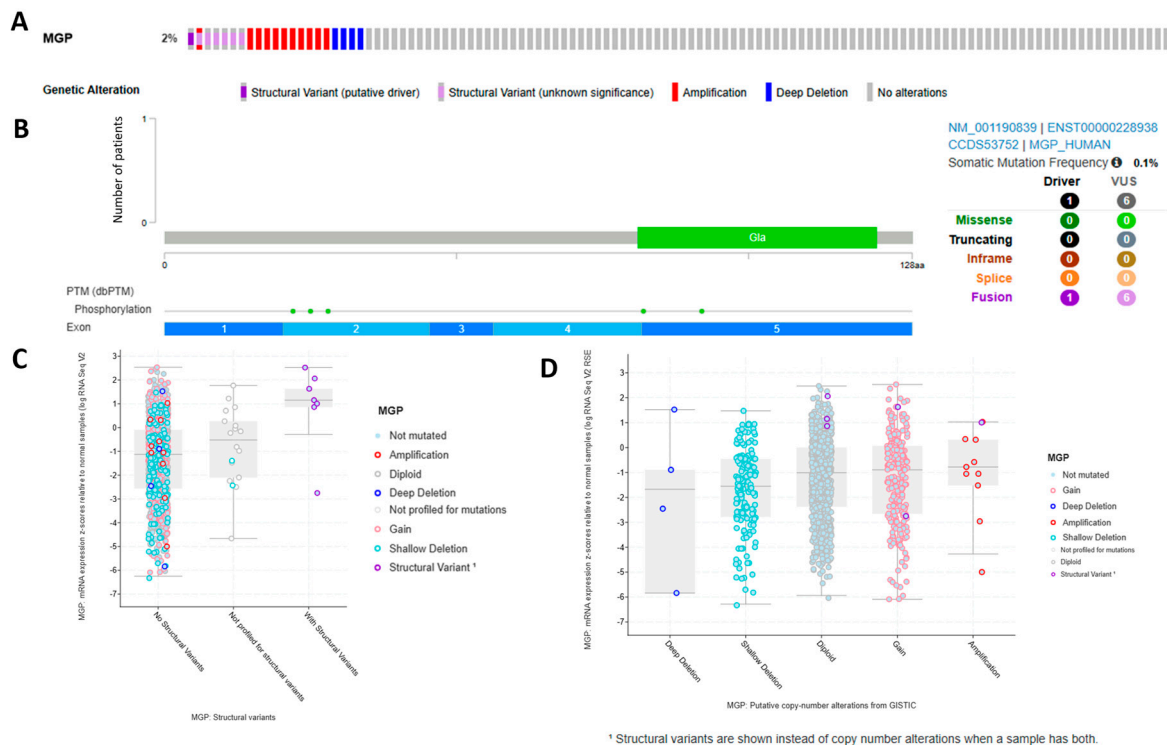 A
MGP
2%
Genetic Alteration
Structural Variant (putative driver)
Structural Variant (unknown significance)
Amplification
Deep Deletion
No alterations
B
Number of patients
1
0
Gla
0
128aa
PTM (dbPTM)
Phosphorylation
Exon
1
2
3
4
5
NM_001190839 | ENST00000228938
CCDS53752 | MGP_HUMAN
Somatic Mutation Frequency 0.1%
Driver VUS
1 6
Missense 0 0
Truncating 0 0
Inframe 0 0
Splice 0 0
Fusion 1 6
C
MGP: mRNA expression z-scores relative to normal samples (log RNA Seq V2
3
2
1
0
-1
-2
-3
-4
-5
-6
-7
No Structural Variants
Not profiled for structural variants
With Structural Variants
MGP: Structural variants
MGP
Not mutated
Amplification
Diploid
Deep Deletion
Not profiled for mutations
Gain
Shallow Deletion
Structural Variant ¹
D
MGP: mRNA expression z-scores relative to normal samples (log RNA Seq V2 RSE
3
2
1
0
-1
-2
-3
-4
-5
-6
-7
Deep Deletion
Shallow Deletion
Diploid
Gain
Amplification
MGP: Putative copy-number alterations from GISTIC
MGP
Not mutated
Gain
Deep Deletion
Amplification
Shallow Deletion
Not profiled for mutations
Diploid
Structural Variant ¹
¹ Structural variants are shown instead of copy number alterations when a sample has both.